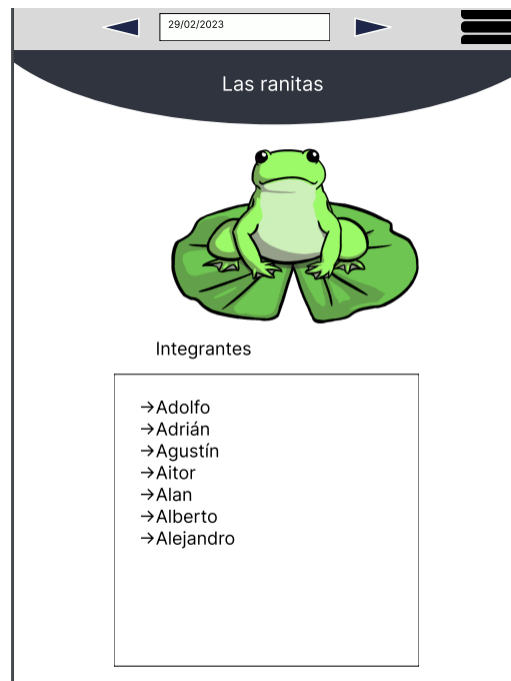 29/02/2023
Las ranitas
Integrantes
→Adolfo
→Adrián
→Agustín
→Aitor
→Alan
→Alberto
→Alejandro